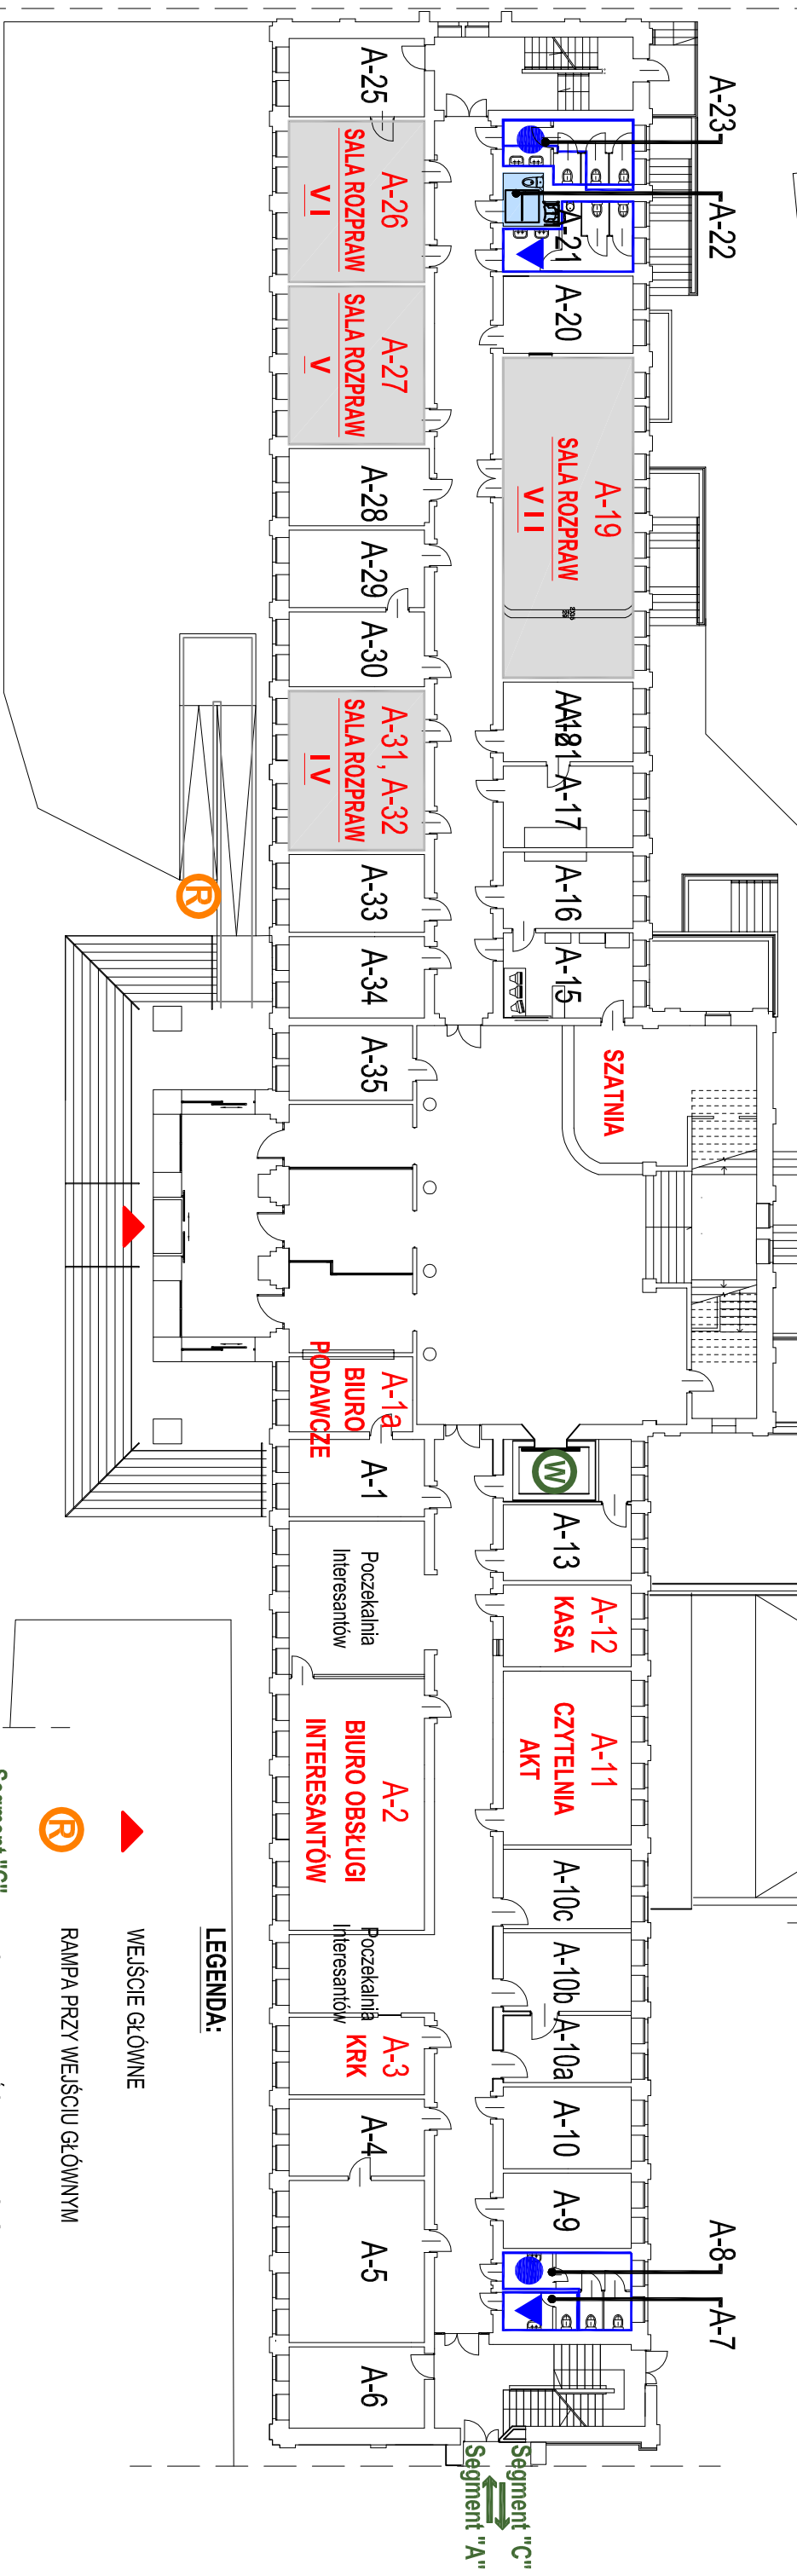 A-23
A-22
A-25
A-26
SALA ROZPRAW
VI
A-21
A-20
A-27
SALA ROZPRAW
V
A-19
SALA ROZPRAW
VII
A-28
A-29
A-30
A-31, A-32
SALA ROZPRAW
IV
A-17
A-16
A-15
A-33
A-34
A-35
R
SZATNIA
A-1a
BIURO
PODAWCZE
A-1
W
A-13
A-12
KASA
Poczekalnia
Interesantów
A-11
CZYTELNIA
AKT
A-2
BIURO OBSŁUGI
INTERESANTÓW
A-10c
A-10b
A-10a
Poczekalnia
Interesantów
A-3
KRK
A-4
A-10
A-9
A-5
A-8
A-7
A-6
Segment "C"
Segment "A"
LEGENDA:
WEJŚCIE GŁÓWNE
R
RAMPA PRZY WEJŚCIU GŁÓWNYM